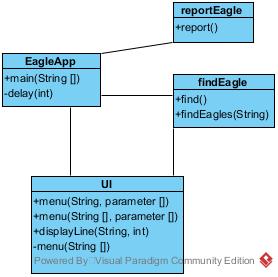 reportEagle
+report()
EagleApp
+main(String [])
-delay(int)
findEagle
+find()
+findEagles(String)
UI
+menu(String, parameter [])
+menu(String [], parameter [])
+displayLine(String, int)
-menu(String [])
Powered By Visual Paradigm Community Edition